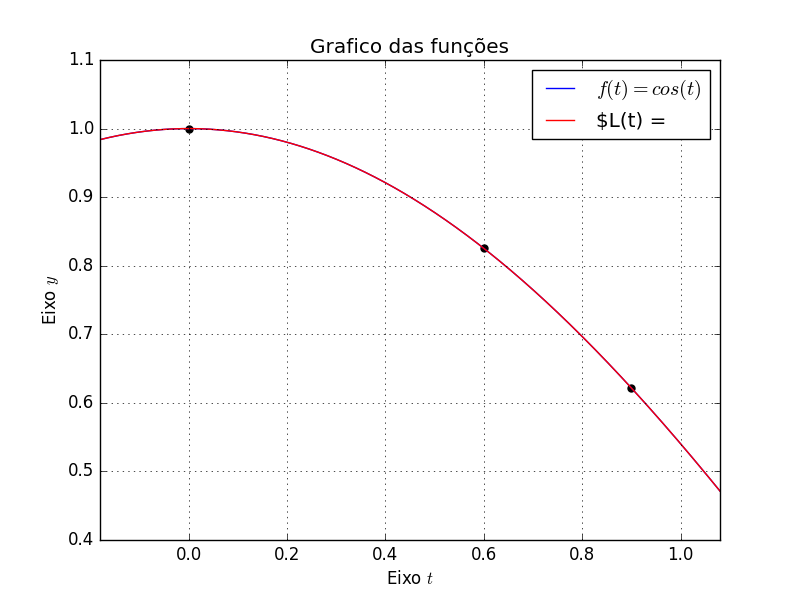 Grafico das funções
f(t) = cos(t)
$L(t) =
1.1
1.0
0.9
0.8
0.7
0.6
0.5
0.4
Eixo y
0.0 0.2 0.4 0.6 0.8 1.0
Eixo t